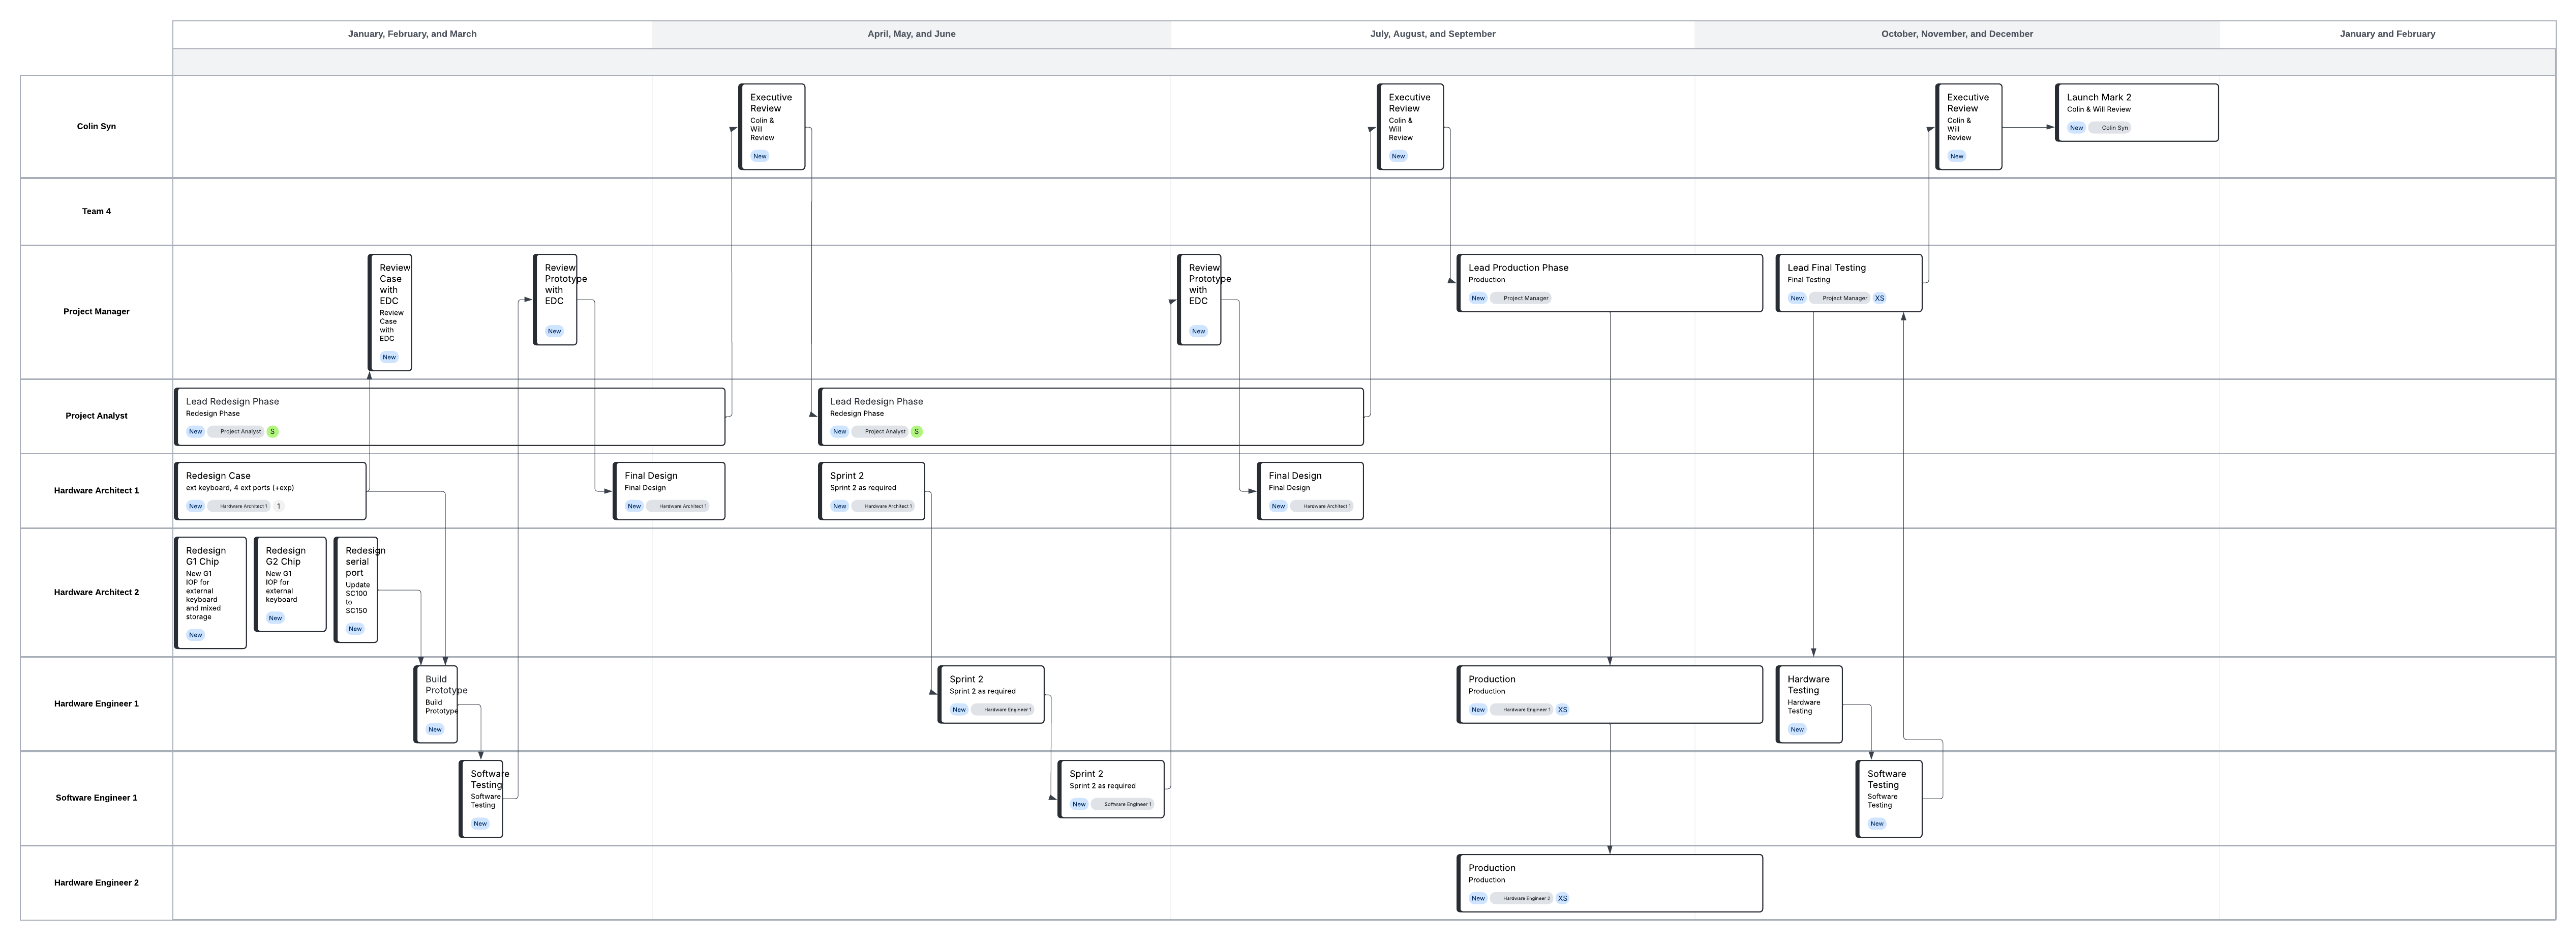 January, February, and March
April, May, and June
July, August, and September
October, November, and December
January and February
Colin Syn
Executive
Review
Colin &
Will
Review
New
Executive
Review
Colin &
Will
Review
New
Executive
Review
Colin &
Will
Review
New
Launch Mark 2
Colin & Will Review
New Colin Syn
Team 4
Project Manager
Review
Case
with
EDC
Review
Case
with
EDC
New
Review
Prototype
with
EDC
New
Review
Prototype
with
EDC
New
Lead Production Phase
Production
New Project Manager
Lead Final Testing
Final Testing
New Project Manager XS
Project Analyst
Lead Redesign Phase
Redesign Phase
New Project Analyst S
Lead Redesign Phase
Redesign Phase
New Project Analyst S
Hardware Architect 1
Redesign Case
ext keyboard, 4 ext ports (+exp)
New Hardware Architect 1 1
Final Design
Final Design
New Hardware Architect 1
Sprint 2
Sprint 2 as required
New Hardware Architect 1
Final Design
Final Design
New Hardware Architect 1
Hardware Architect 2
Redesign
G1 Chip
New G1
IOP for
external
keyboard
and mixed
storage
New
Redesign
G2 Chip
New G1
IOP for
external
keyboard
New
Redesign
serial
port
Update
SC100
to
SC150
New
Hardware Engineer 1
Build
Prototype
Build
Prototype
New
Sprint 2
Sprint 2 as required
New Hardware Engineer 1
Production
Production
New Hardware Engineer 1 XS
Hardware
Testing
Hardware
Testing
New
Software Engineer 1
Software
Testing
Software
Testing
New
Sprint 2
Sprint 2 as required
New Software Engineer 1
Software
Testing
Software
Testing
New
Hardware Engineer 2
Production
Production
New Hardware Engineer 2 XS